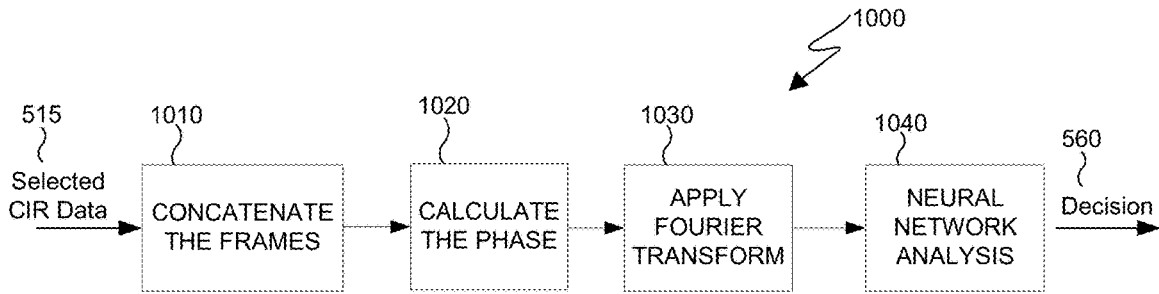 1000
515
1010
1020
1030
1040
560
Selected
CIR Data
CONCATENATE
THE FRAMES
CALCULATE
THE PHASE
APPLY
FOURIER
TRANSFORM
NEURAL
NETWORK
ANALYSIS
Decision